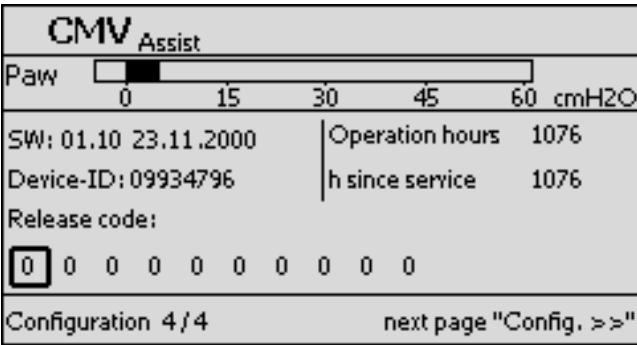 CMV Assist
Paw
0 15 30 45 60 cmH2O
SW: 01.10 23.11.2000 Operation hours 1076
Device-ID: 09934796 h since service 1076
Release code:
0 0 0 0 0 0 0 0 0 0
Configuration 4/4 next page "Config. >>"